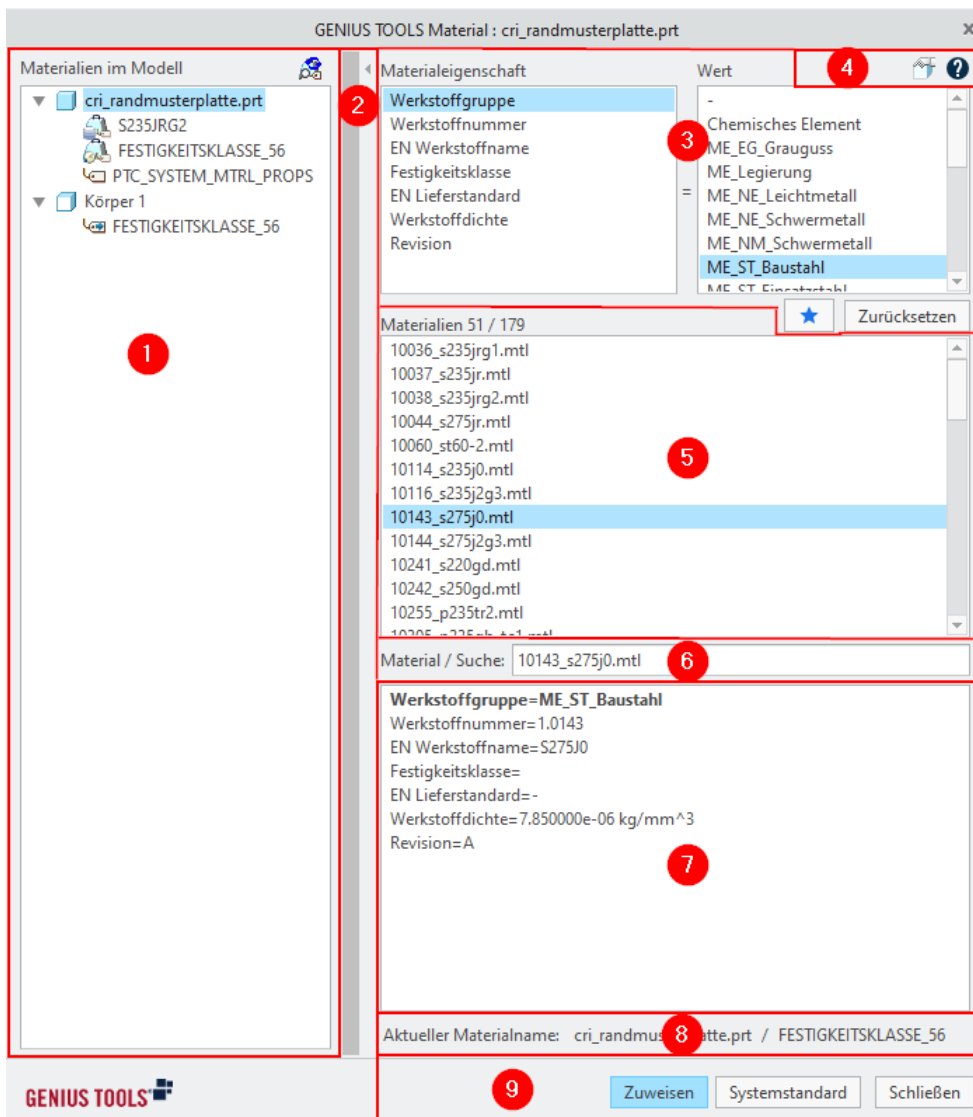 GENIUS TOOLS Material : cri_randmusterplatte.prt
Materialien im Modell
cri_randmusterplatte.prt
S235JRG2
FESTIGKEITSKLASSE_56
PTC_SYSTEM_MTRL_PROPS
Körper 1
FESTIGKEITSKLASSE_56
1
2
Materialeigenschaft
Werkstoffgruppe
Werkstoffnummer
EN Werkstoffname
Festigkeitsklasse
EN Lieferstandard
Werkstoffdichte
Revision
=
3
Wert
-
Chemisches Element
ME_EG_Grauguss
ME_Legierung
ME_NE_Leichtmetall
ME_NE_Schwermetall
ME_NM_Schwermetall
ME_ST_Baustahl
ME_ST_Einsatzstahl
4
?
Zurücksetzen
Materialien 51 / 179
10036_s235jrg1.mtl
10037_s235jr.mtl
10038_s235jrg2.mtl
10044_s275jr.mtl
10060_st60-2.mtl
10114_s235j0.mtl
10116_s235j2g3.mtl
10143_s275j0.mtl
10144_s275j2g3.mtl
10241_s220gd.mtl
10242_s250gd.mtl
10255_p235tr2.mtl
5
Material / Suche: 10143_s275j0.mtl
6
Werkstoffgruppe=ME_ST_Baustahl
Werkstoffnummer=1.0143
EN Werkstoffname=S275J0
Festigkeitsklasse=
EN Lieferstandard=-
Werkstoffdichte=7.850000e-06 kg/mm^3
Revision=A
7
Aktueller Materialname: cri_randmus atte.prt / FESTIGKEITSKLASSE_56
8
GENIUS TOOLS
9
Zuweisen
Systemstandard
Schließen